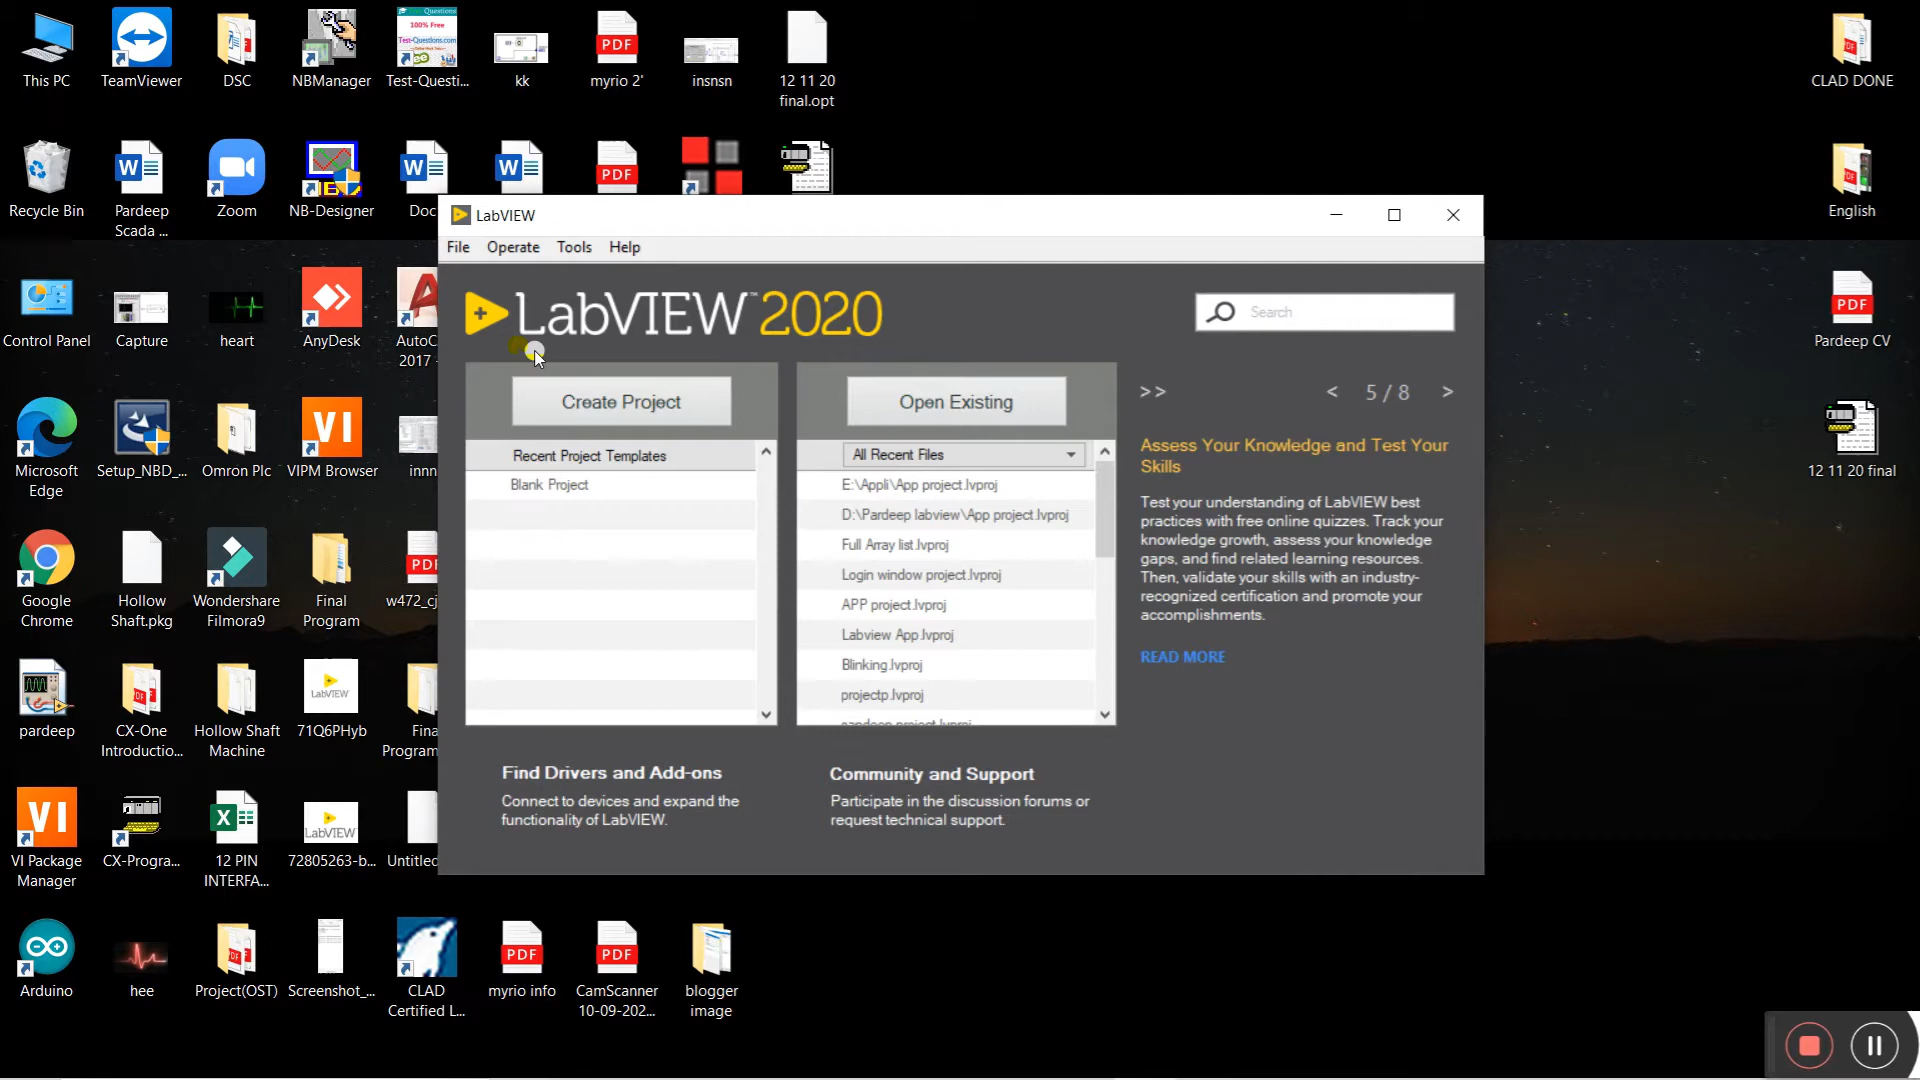 This PC
TeamViewer
DSC
NBManager
Test-Questi...
kk
myrio 2'
insnsn
12 11 20
final.opt
CLAD DONE
100% Free
Test-Questions.com
PDF
Recycle Bin
Pardeep
Scada ...
Zoom
NB-Designer
Doc
PDF
English
LabVIEW
File Operate Tools Help
LabVIEW™ 2020
Search
Create Project
Open Existing
>>
< 5 / 8 >
Recent Project Templates
Blank Project
All Recent Files
E:\Appli\App project.lvproj
D:\Pardeep labview\App project.lvproj
Full Array list.lvproj
Login window project.lvproj
APP project.lvproj
Labview App.lvproj
Blinking.lvproj
projectp.lvproj
Assess Your Knowledge and Test Your
Skills
Test your understanding of LabVIEW best
practices with free online quizzes. Track your
knowledge growth, assess your knowledge
gaps, and find related learning resources.
Then, validate your skills with an industry-
recognized certification and promote your
accomplishments.
READ MORE
Find Drivers and Add-ons
Connect to devices and expand the
functionality of LabVIEW.
Community and Support
Participate in the discussion forums or
request technical support.
Control Panel
Capture
heart
AnyDesk
AutoC
2017 -
PDF
Pardeep CV
Microsoft
Edge
Setup_NBD_...
Omron Plc
VI
VIPM Browser
innn
12 11 20 final
Google
Chrome
Hollow
Shaft.pkg
Wondershare
Filmora9
Final
Program
PDF
w472_cj
pardeep
CX-One
Introductio...
Hollow Shaft
Machine
LabVIEW
71Q6PHyb
Fina
Program
VI
VI Package
Manager
CX-Progra...
12 PIN
INTERFA...
LabVIEW
72805263-b...
Untitled
Arduino
hee
Project(OST)
Screenshot_...
CLAD
Certified L...
PDF
myrio info
PDF
CamScanner
10-09-202...
blogger
image